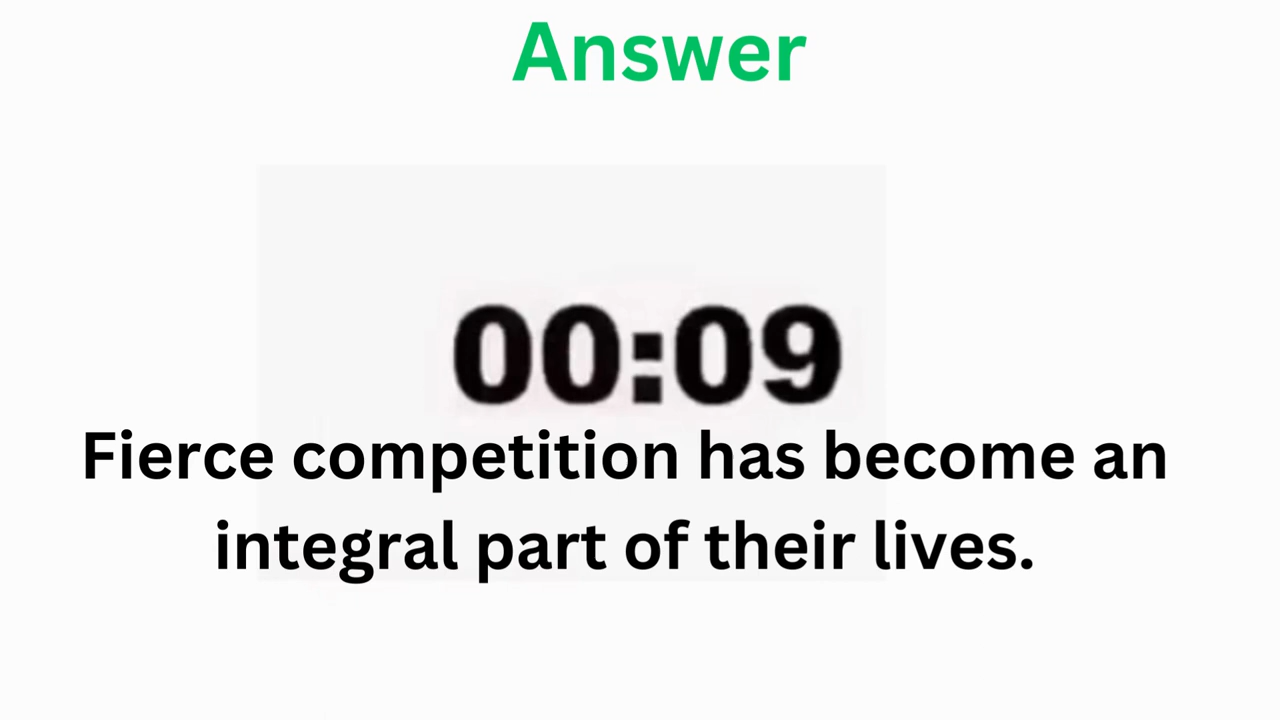 Answer
00:09
Fierce competition has become an
integral part of their lives.